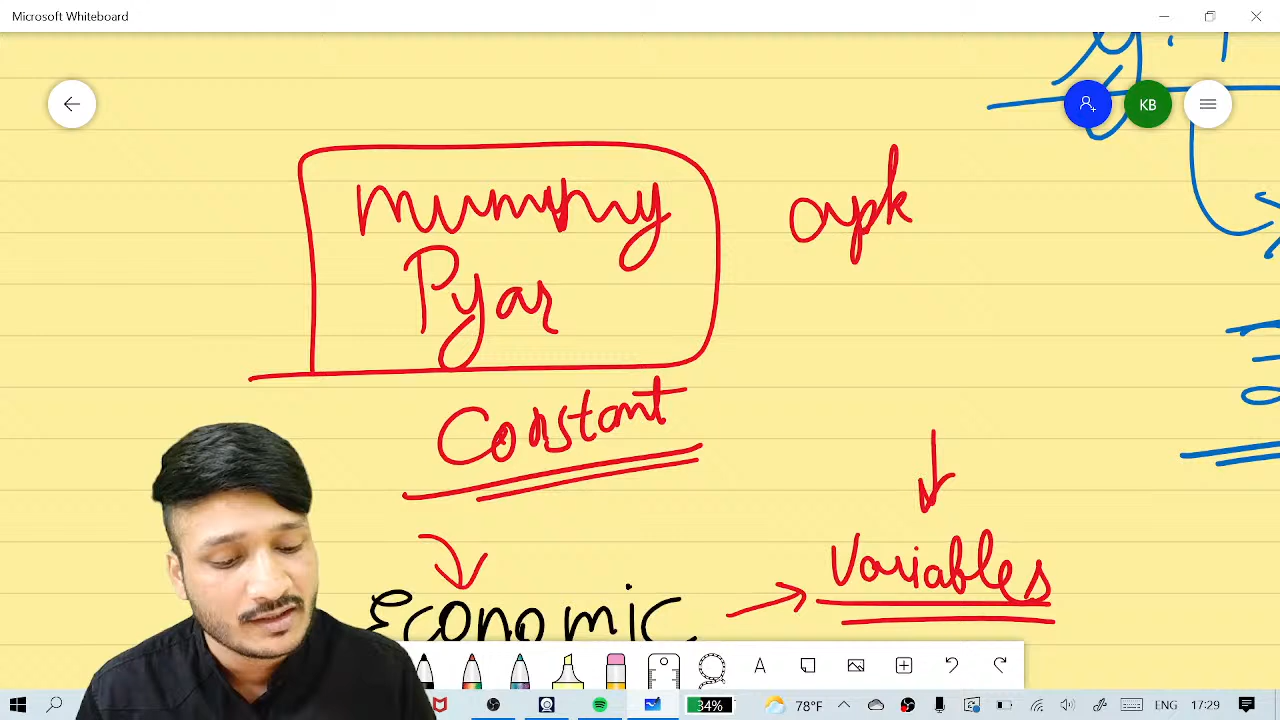 Microsoft Whiteboard
KB
mummy
Pyar
Constant
Variables
Economic
A
34%
78°F
ENG
17:29